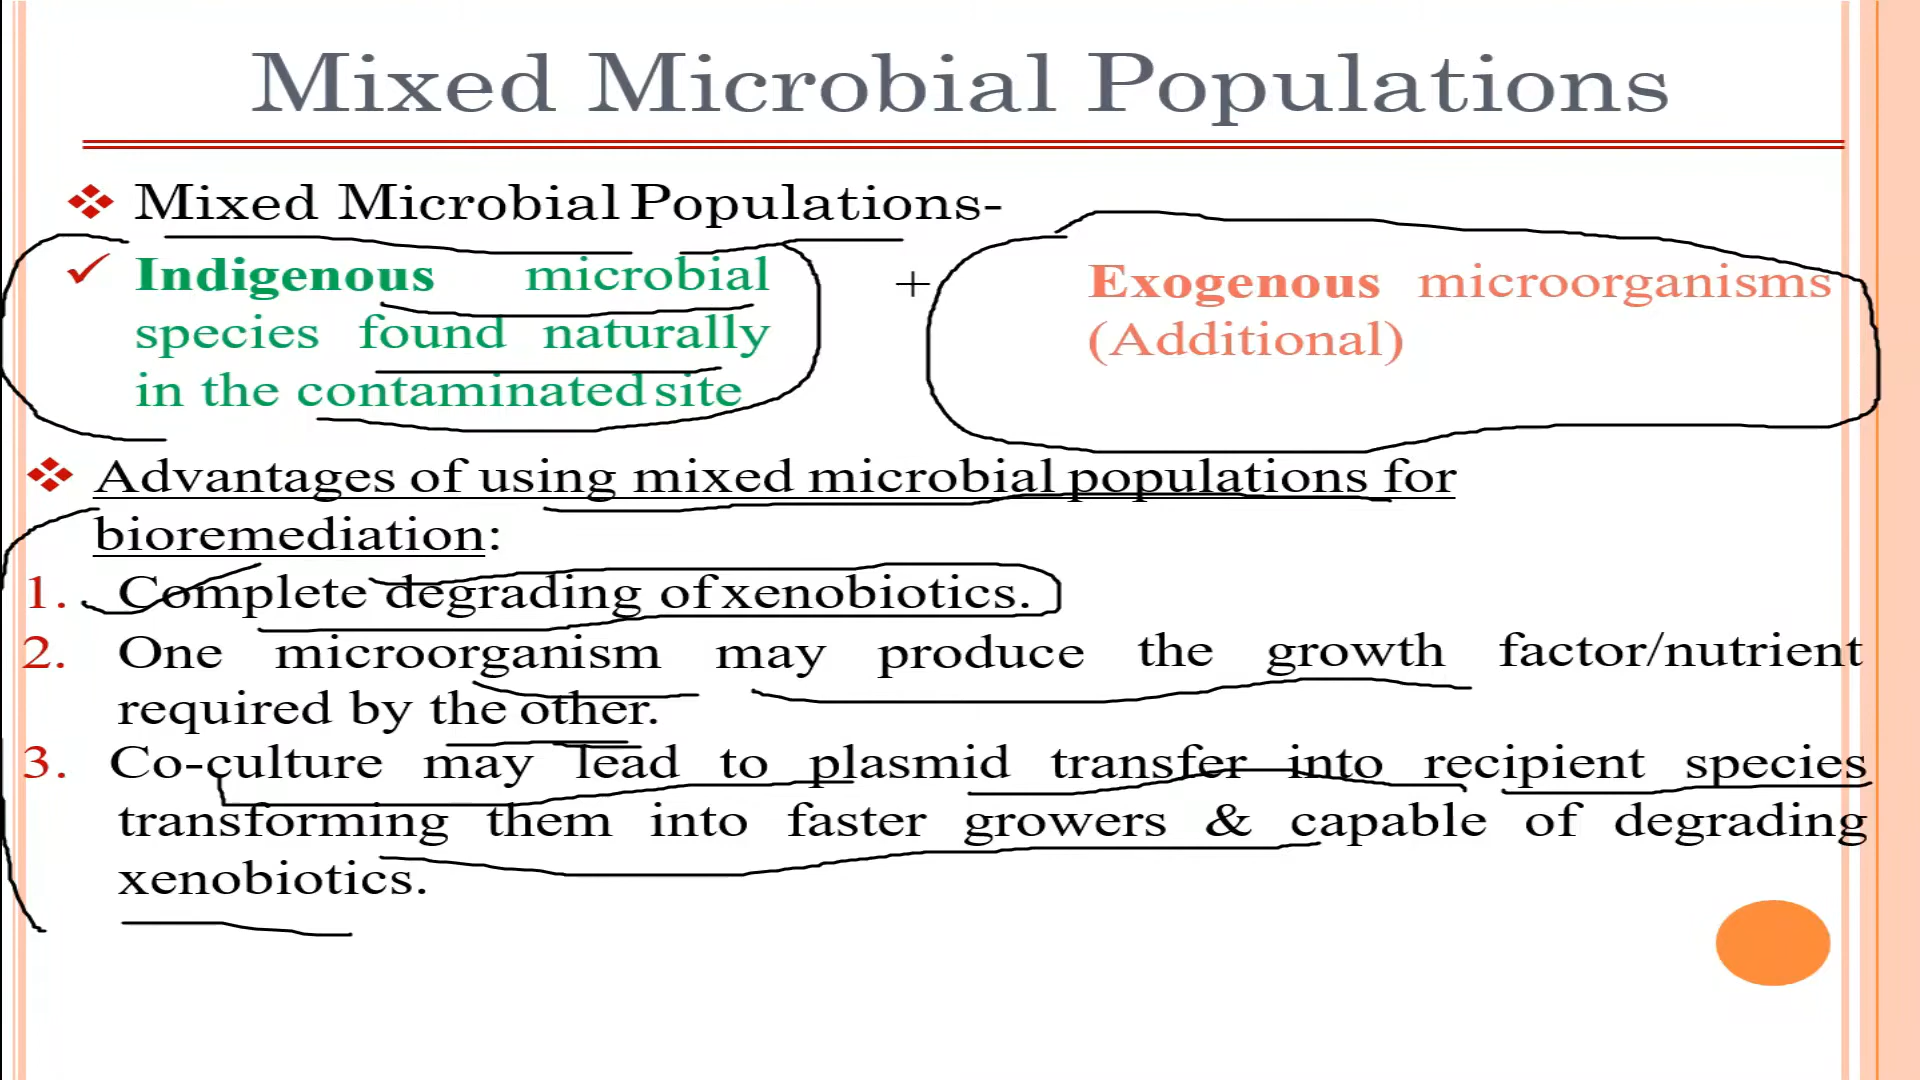 Mixed Microbial Populations
Mixed Microbial Populations-
Indigenous microbial
species found naturally
in the contaminated site
+
Exogenous microorganisms
(Additional)
Advantages of using mixed microbial populations for
bioremediation:
1. Complete degrading of xenobiotics.
2. One microorganism may produce the growth factor/nutrient
required by the other.
3. Co-culture may lead to plasmid transfer into recipient species
transforming them into faster growers & capable of degrading
xenobiotics.